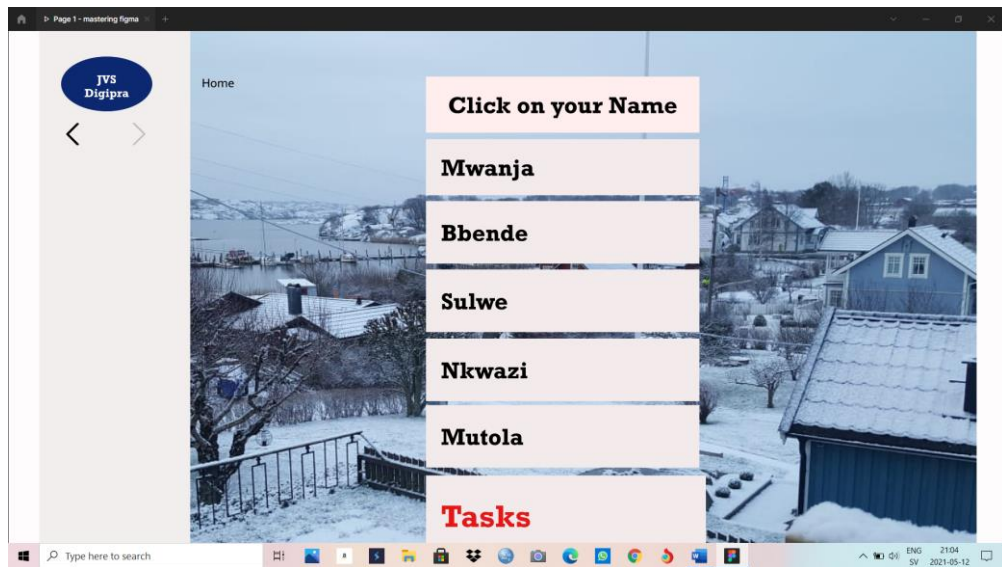 Page 1 - mastering figma
JVS
Digipra
Home
Click on your Name
Mwanja
Bbende
Sulwe
Nkwazi
Mutola
Tasks
Type here to search
ENG
21:04
SV
2021-05-12